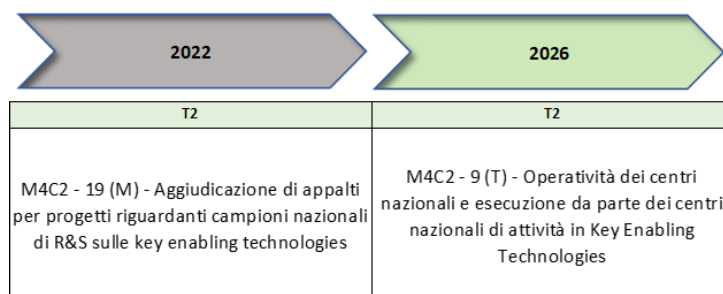 2022
2026
T2
T2
M4C2 - 19 (M) - Aggiudicazione di appalti
per progetti riguardanti campioni nazionali
di R&S sulle key enabling technologies
M4C2 - 9 (T) - Operatività dei centri
nazionali e esecuzione da parte dei centri
nazionali di attività in Key Enabling
Technologies